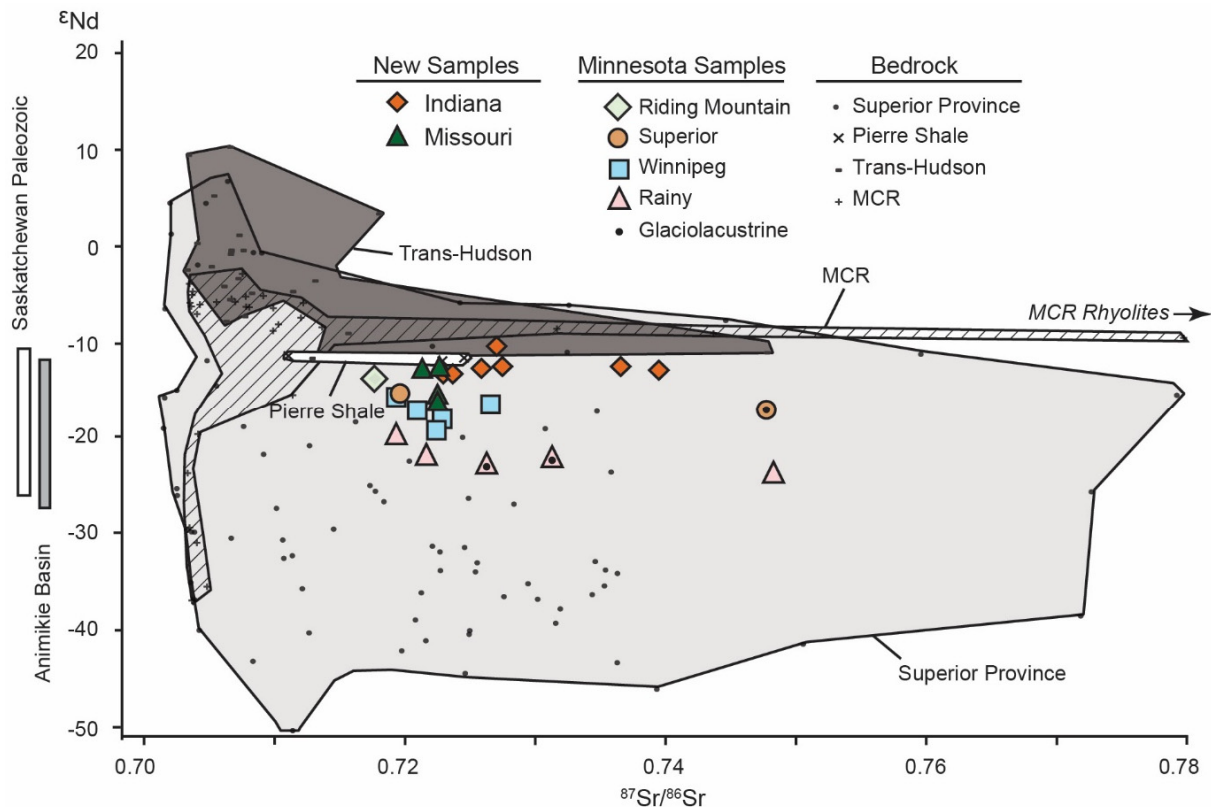 εNd
20
10
0
-10
-20
-30
-40
-50
Saskatchewan Paleozoic
Animikie Basin
New Samples
Indiana
Missouri
Minnesota Samples
Riding Mountain
Superior
Winnipeg
Rainy
Glaciolacustrine
Bedrock
Superior Province
Pierre Shale
Trans-Hudson
MCR
Trans-Hudson
MCR
MCR Rhyolites →
Pierre Shale
Superior Province
0.70
0.72
0.74
0.76
0.78
⁸⁷Sr/⁸⁶Sr